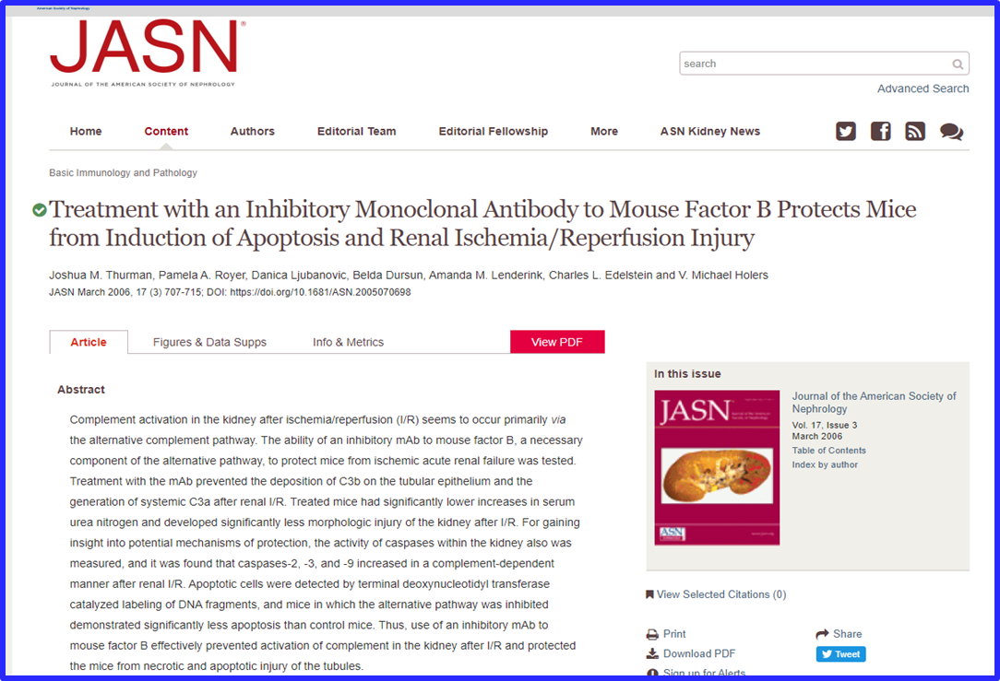 American Society of Nephrology
JASN®
JOURNAL OF THE AMERICAN SOCIETY OF NEPHROLOGY
search
Advanced Search
Home Content Authors Editorial Team Editorial Fellowship More ASN Kidney News
Basic Immunology and Pathology
Treatment with an Inhibitory Monoclonal Antibody to Mouse Factor B Protects Mice
from Induction of Apoptosis and Renal Ischemia/Reperfusion Injury
Joshua M. Thurman, Pamela A. Royer, Danica Ljubanovic, Belda Dursun, Amanda M. Lenderink, Charles L. Edelstein and V. Michael Holers
JASN March 2006, 17 (3) 707-715; DOI: https://doi.org/10.1681/ASN.2005070698
Article Figures & Data Supps Info & Metrics View PDF
Abstract
Complement activation in the kidney after ischemia/reperfusion (I/R) seems to occur primarily via
the alternative complement pathway. The ability of an inhibitory mAb to mouse factor B, a necessary
component of the alternative pathway, to protect mice from ischemic acute renal failure was tested.
Treatment with the mAb prevented the deposition of C3b on the tubular epithelium and the
generation of systemic C3a after renal I/R. Treated mice had significantly lower increases in serum
urea nitrogen and developed significantly less morphologic injury of the kidney after I/R. For gaining
insight into potential mechanisms of protection, the activity of caspases within the kidney also was
measured, and it was found that caspases-2, -3, and -9 increased in a complement-dependent
manner after renal I/R. Apoptotic cells were detected by terminal deoxynucleotidyl transferase
catalyzed labeling of DNA fragments, and mice in which the alternative pathway was inhibited
demonstrated significantly less apoptosis than control mice. Thus, use of an inhibitory mAb to
mouse factor B effectively prevented activation of complement in the kidney after I/R and protected
the mice from necrotic and apoptotic injury of the tubules.
In this issue
JASN
Journal of the American
Society of Nephrology
ASN
www.jasn.org
Journal of the American Society of
Nephrology
Vol. 17, Issue 3
March 2006
Table of Contents
Index by author
View Selected Citations (0)
Print
Share
Download PDF
Tweet
Sign up for Alerts